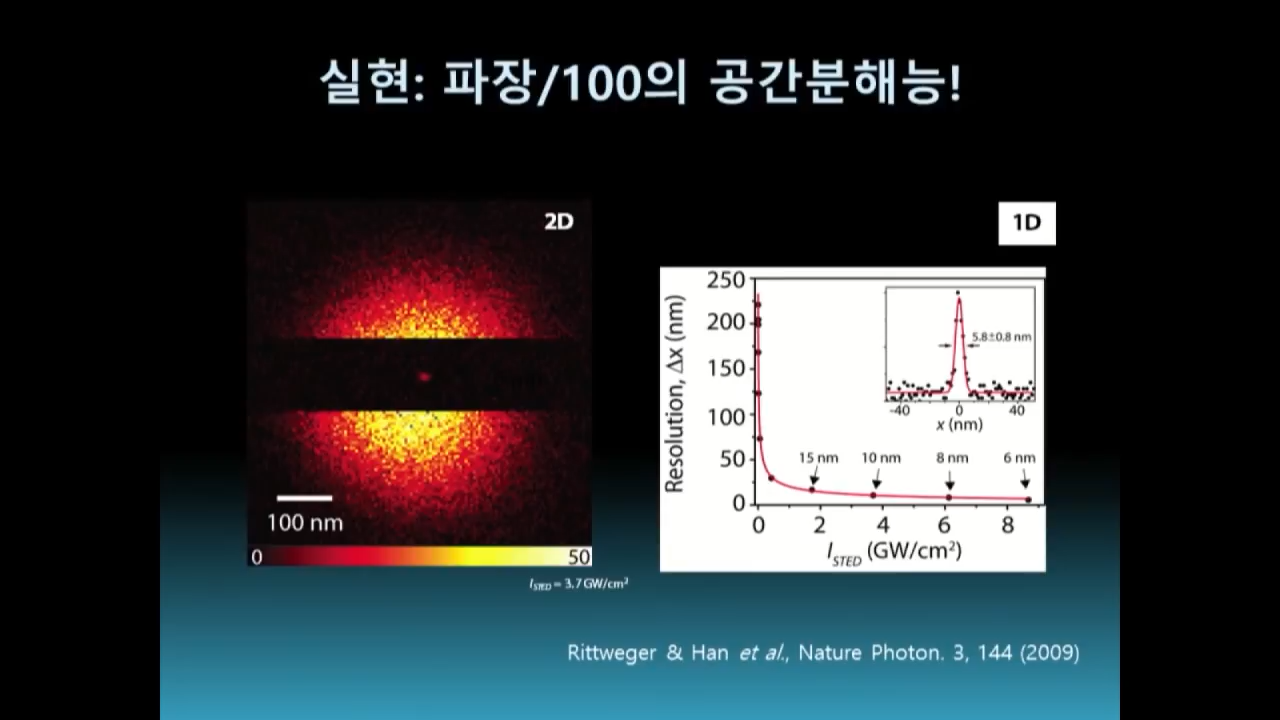 실현: 파장/100의 공간분해능!
2D
100 nm
0 50
I_STED = 3.7 GW/cm²
1D
Resolution, Δx (nm)
250
200
150
100
50
0
5.8±0.8 nm
-40 0 40
x (nm)
15 nm 10 nm 8 nm 6 nm
0 2 4 6 8
I_STED (GW/cm²)
Rittweger & Han et al., Nature Photon. 3, 144 (2009)